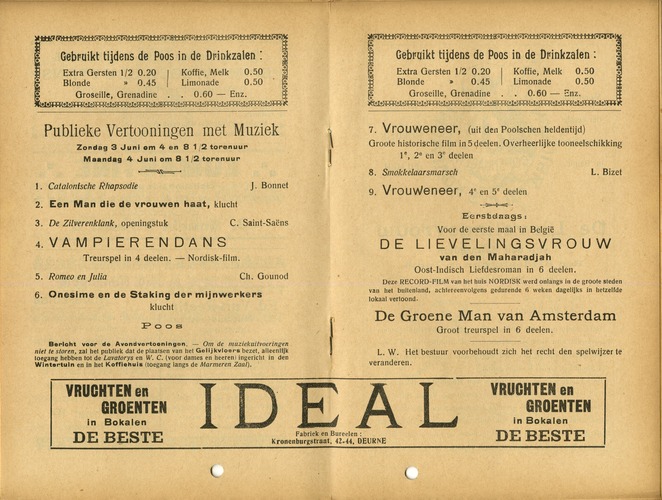 Gebruikt tijdens de Poos in de Drinkzalen :
Extra Gersten 1/2 0.20 | Koffie, Melk 0.50
Blonde » 0.45 | Limonade 0.50
Groseille, Grenadine . . 0.60 — Enz.
Publieke Vertooningen met Muziek
Zondag 3 Juni om 4 en 8 1/2 torenuur
Maandag 4 Juni om 8 1/2 torenuur
1. Catalonische Rhapsodie J. Bonnet
2. Een Man die de vrouwen haat, klucht
3. De Zilverenklank, openingstuk C. Saint-Saëns
4. VAMPIERENDANS
Treurspel in 4 deelen. — Nordisk-film.
5. Romeo en Julia Ch. Gounod
6. Onesime en de Staking der mijnwerkers
klucht
Poos
Bericht voor de Avondvertooningen. — Om de muziekuitvoeringen
niet te storen, zal het publiek dat de plaatsen van het Gelijkvloers bezet, alleenlijk
toegang hebben tot de Lavatorys en W. C. (voor dames en heeren) ingericht in den
Wintertuin en in het Koffiehuis (toegang langs de Marmeren Zaal).
Gebruikt tijdens de Poos in de Drinkzalen :
Extra Gersten 1/2 0.20 | Koffie, Melk 0.50
Blonde » 0.45 | Limonade 0.50
Groseille, Grenadine . . 0.60 — Enz.
7. Vrouweneer, (uit den Poolschen heldentijd)
Groote historische film in 5 deelen. Overheerlijke tooneelschikking
1e, 2e en 3e deelen
8. Smokkelaarsmarsch L. Bizet
9. Vrouweneer, 4e en 5e deelen
Eerstdaags :
Voor de eerste maal in België
DE LIEVELINGSVROUW
van den Maharadjah
Oost-Indisch Liefdesroman in 6 deelen.
Deze RECORD-FILM van het huis NORDISK werd onlangs in de groote steden
van het buitenland, achtereenvolgens gedurende 6 weken dagelijks in hetzelfde
lokaal vertoond.
De Groene Man van Amsterdam
Groot treurspel in 6 deelen.
L. W. Het bestuur voorbehoudt zich het recht den spelwijzer te
veranderen.
VRUCHTEN en
GROENTEN
in Bokalen
DE BESTE
IDEAL
Fabriek en Bureelen :
Kronenburgstraat, 42-44, DEURNE
VRUCHTEN en
GROENTEN
in Bokalen
DE BESTE